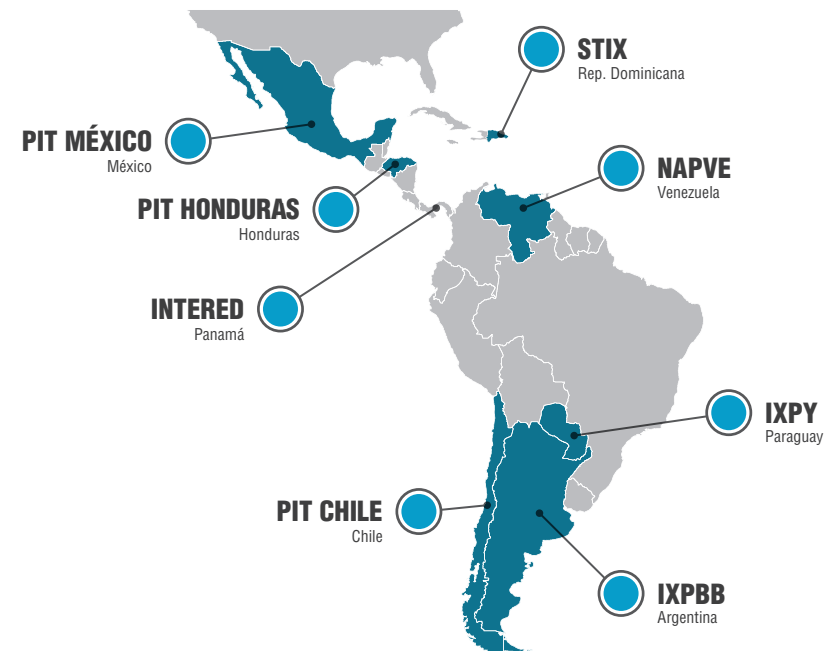 STIX
Rep. Dominicana
PIT MÉXICO
México
NAPVE
Venezuela
PIT HONDURAS
Honduras
INTERED
Panamá
IXPY
Paraguay
PIT CHILE
Chile
IXPBB
Argentina